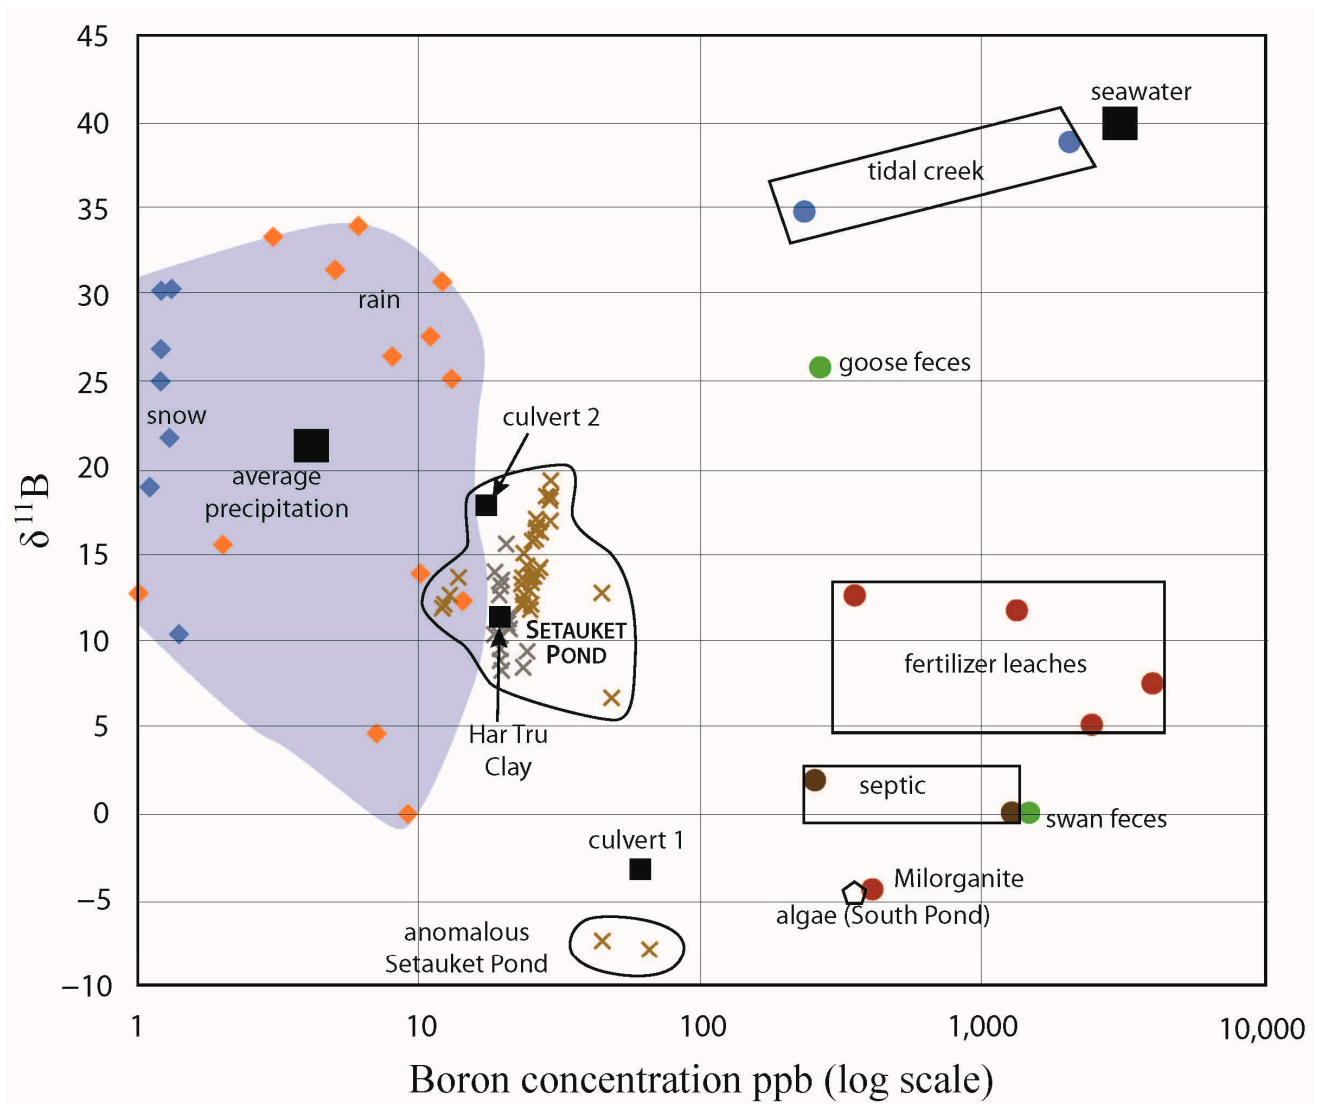 45
40
35
30
25
20
15
10
5
0
−5
−10
δ¹¹B
1
10
100
1,000
10,000
Boron concentration ppb (log scale)
seawater
tidal creek
rain
goose feces
snow
culvert 2
average
precipitation
SETAUKET
POND
fertilizer leaches
Har Tru
Clay
septic
swan feces
culvert 1
Milorganite
algae (South Pond)
anomalous
Setauket Pond